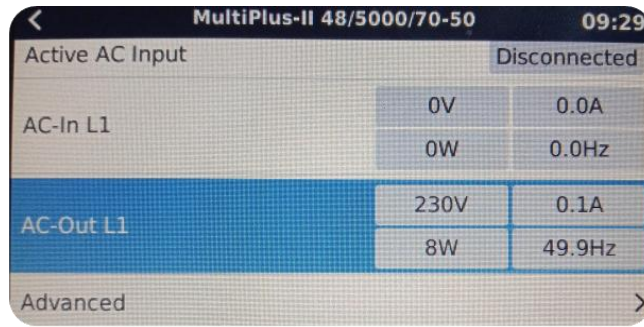 MultiPlus-II 48/5000/70-50 09:29
Active AC Input Disconnected
AC-In L1
0V 0.0A
0W 0.0Hz
AC-Out L1
230V 0.1A
8W 49.9Hz
Advanced